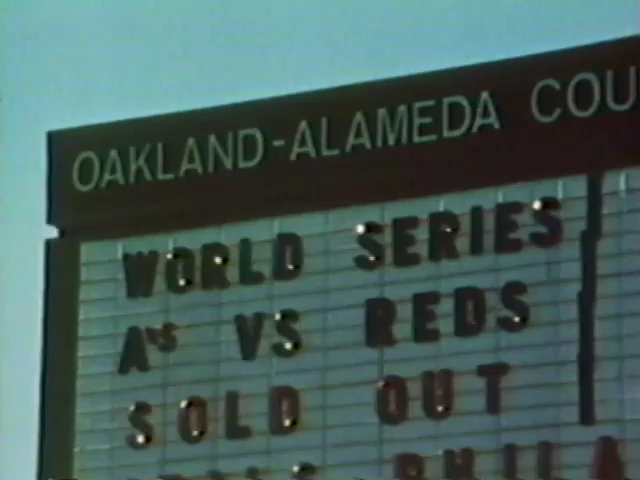 OAKLAND-ALAMEDA COU
WORLD SERIES
A's VS REDS
SOLD OUT